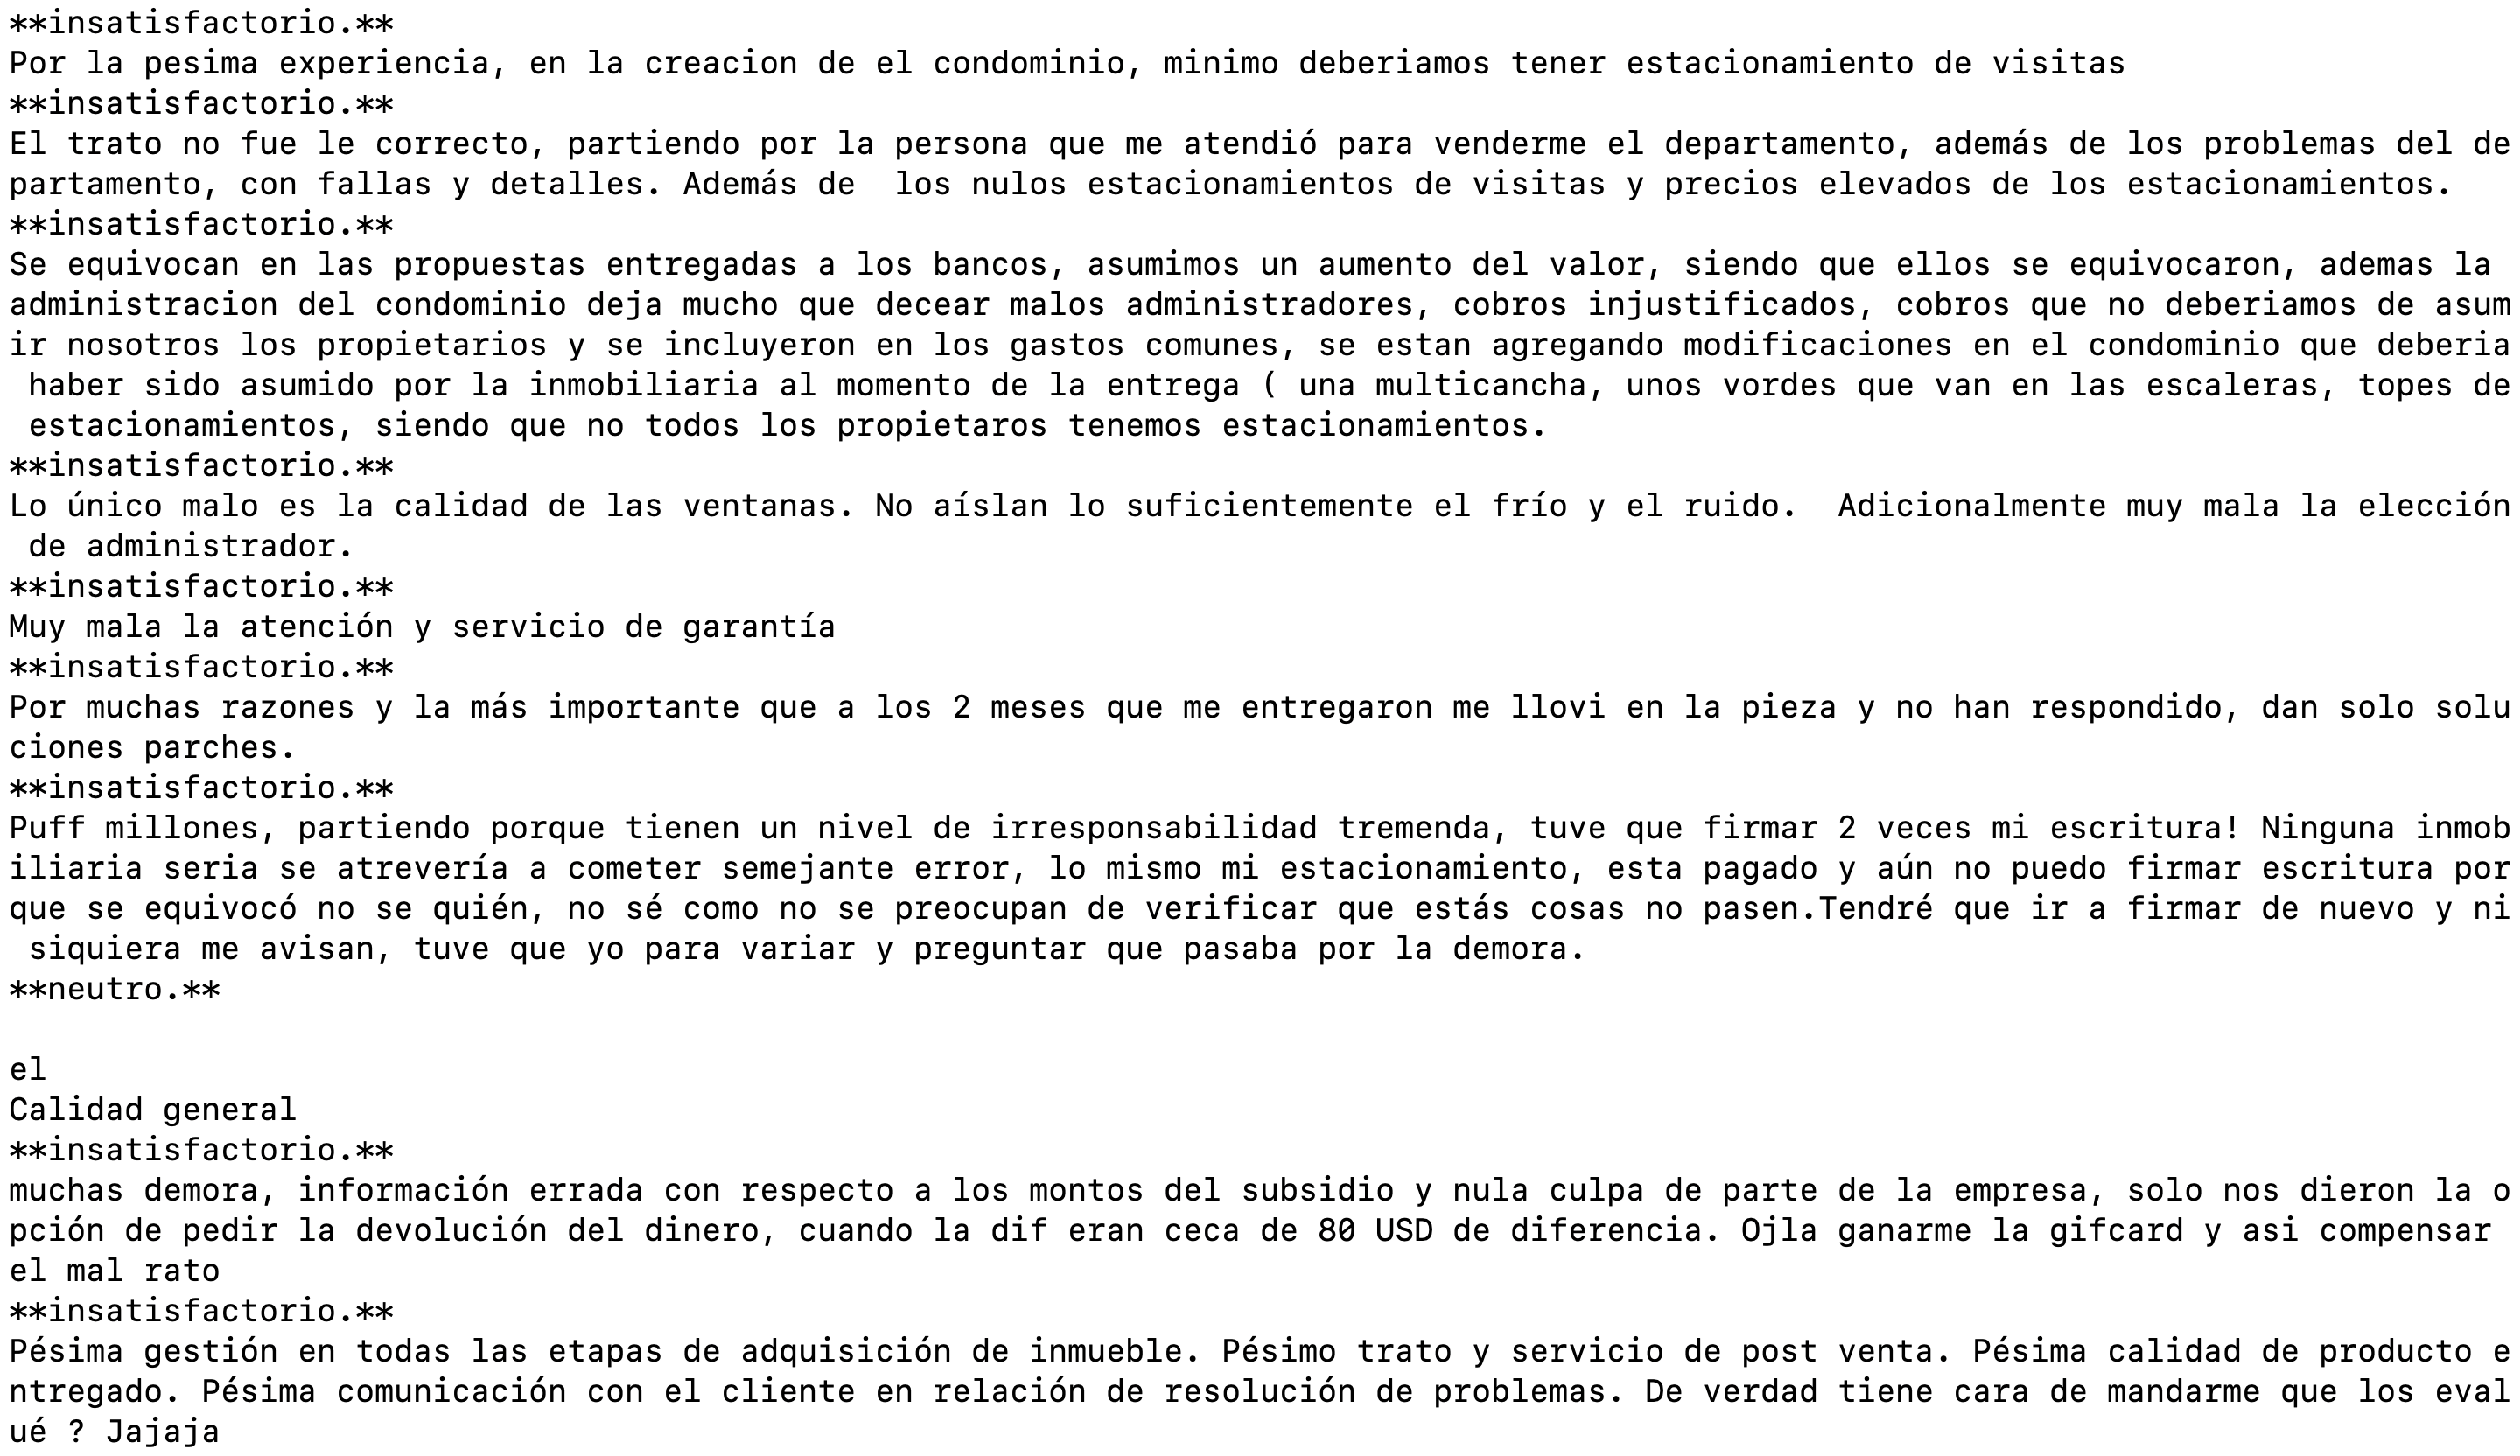 **insatisfactorio.**
Por la pesima experiencia, en la creacion de el condominio, minimo deberiamos tener estacionamiento de visitas
**insatisfactorio.**
El trato no fue le correcto, partiendo por la persona que me atendió para venderme el departamento, además de los problemas del de
partamento, con fallas y detalles. Además de  los nulos estacionamientos de visitas y precios elevados de los estacionamientos.
**insatisfactorio.**
Se equivocan en las propuestas entregadas a los bancos, asumimos un aumento del valor, siendo que ellos se equivocaron, ademas la
administracion del condominio deja mucho que decear malos administradores, cobros injustificados, cobros que no deberiamos de asum
ir nosotros los propietarios y se incluyeron en los gastos comunes, se estan agregando modificaciones en el condominio que deberia
 haber sido asumido por la inmobiliaria al momento de la entrega ( una multicancha, unos vordes que van en las escaleras, topes de
 estacionamientos, siendo que no todos los propietaros tenemos estacionamientos.
**insatisfactorio.**
Lo único malo es la calidad de las ventanas. No aíslan lo suficientemente el frío y el ruido.  Adicionalmente muy mala la elección
 de administrador.
**insatisfactorio.**
Muy mala la atención y servicio de garantía
**insatisfactorio.**
Por muchas razones y la más importante que a los 2 meses que me entregaron me llovi en la pieza y no han respondido, dan solo solu
ciones parches.
**insatisfactorio.**
Puff millones, partiendo porque tienen un nivel de irresponsabilidad tremenda, tuve que firmar 2 veces mi escritura! Ninguna inmob
iliaria seria se atrevería a cometer semejante error, lo mismo mi estacionamiento, esta pagado y aún no puedo firmar escritura por
que se equivocó no se quién, no sé como no se preocupan de verificar que estás cosas no pasen.Tendré que ir a firmar de nuevo y ni
 siquiera me avisan, tuve que yo para variar y preguntar que pasaba por la demora.
**neutro.**

el
Calidad general
**insatisfactorio.**
muchas demora, información errada con respecto a los montos del subsidio y nula culpa de parte de la empresa, solo nos dieron la o
pción de pedir la devolución del dinero, cuando la dif eran ceca de 80 USD de diferencia. Ojla ganarme la gifcard y asi compensar
el mal rato
**insatisfactorio.**
Pésima gestión en todas las etapas de adquisición de inmueble. Pésimo trato y servicio de post venta. Pésima calidad de producto e
ntregado. Pésima comunicación con el cliente en relación de resolución de problemas. De verdad tiene cara de mandarme que los eval
ué ? Jajaja